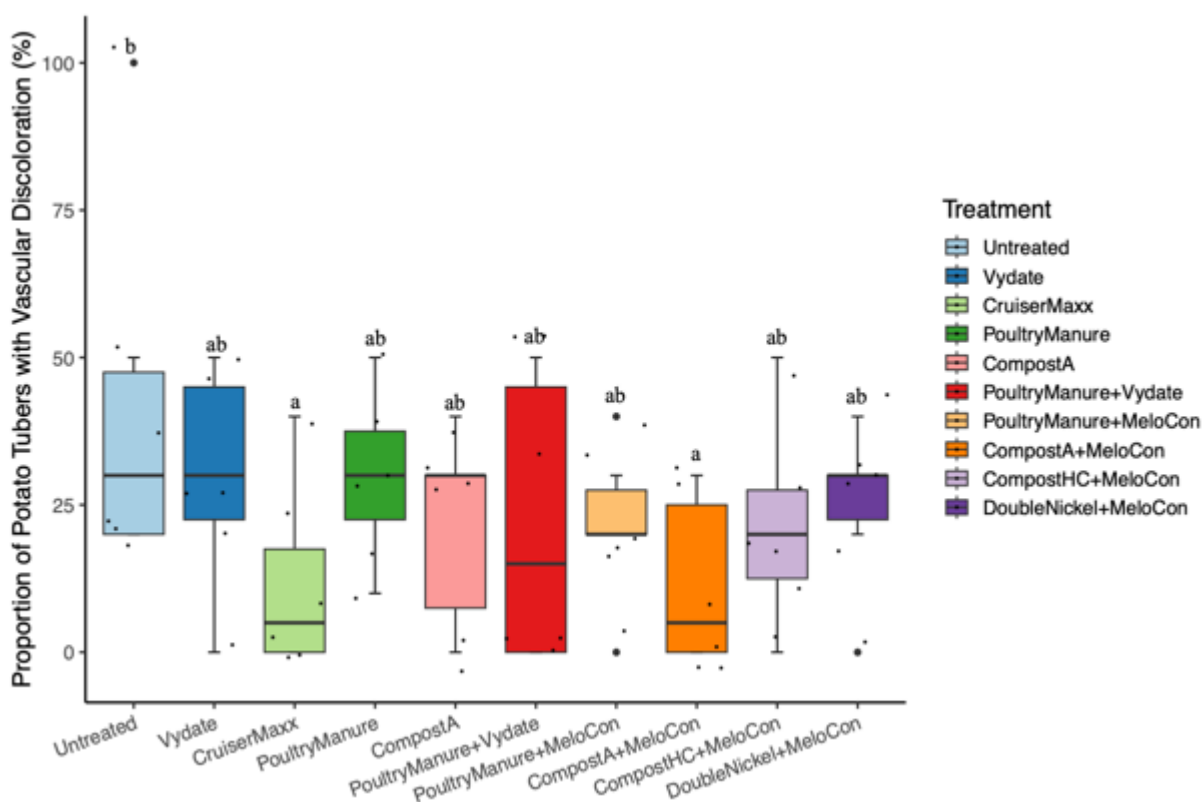 Proportion of Potato Tubers with Vascular Discoloration (%)
100
75
50
25
0
b
ab
a
ab
ab
ab
ab
a
ab
ab
Untreated
Vydate
CruiserMaxx
PoultryManure
CompostA
PoultryManure+Vydate
PoultryManure+MeloCon
CompostA+MeloCon
CompostHC+MeloCon
DoubleNickel+MeloCon
Treatment
Untreated
Vydate
CruiserMaxx
PoultryManure
CompostA
PoultryManure+Vydate
PoultryManure+MeloCon
CompostA+MeloCon
CompostHC+MeloCon
DoubleNickel+MeloCon